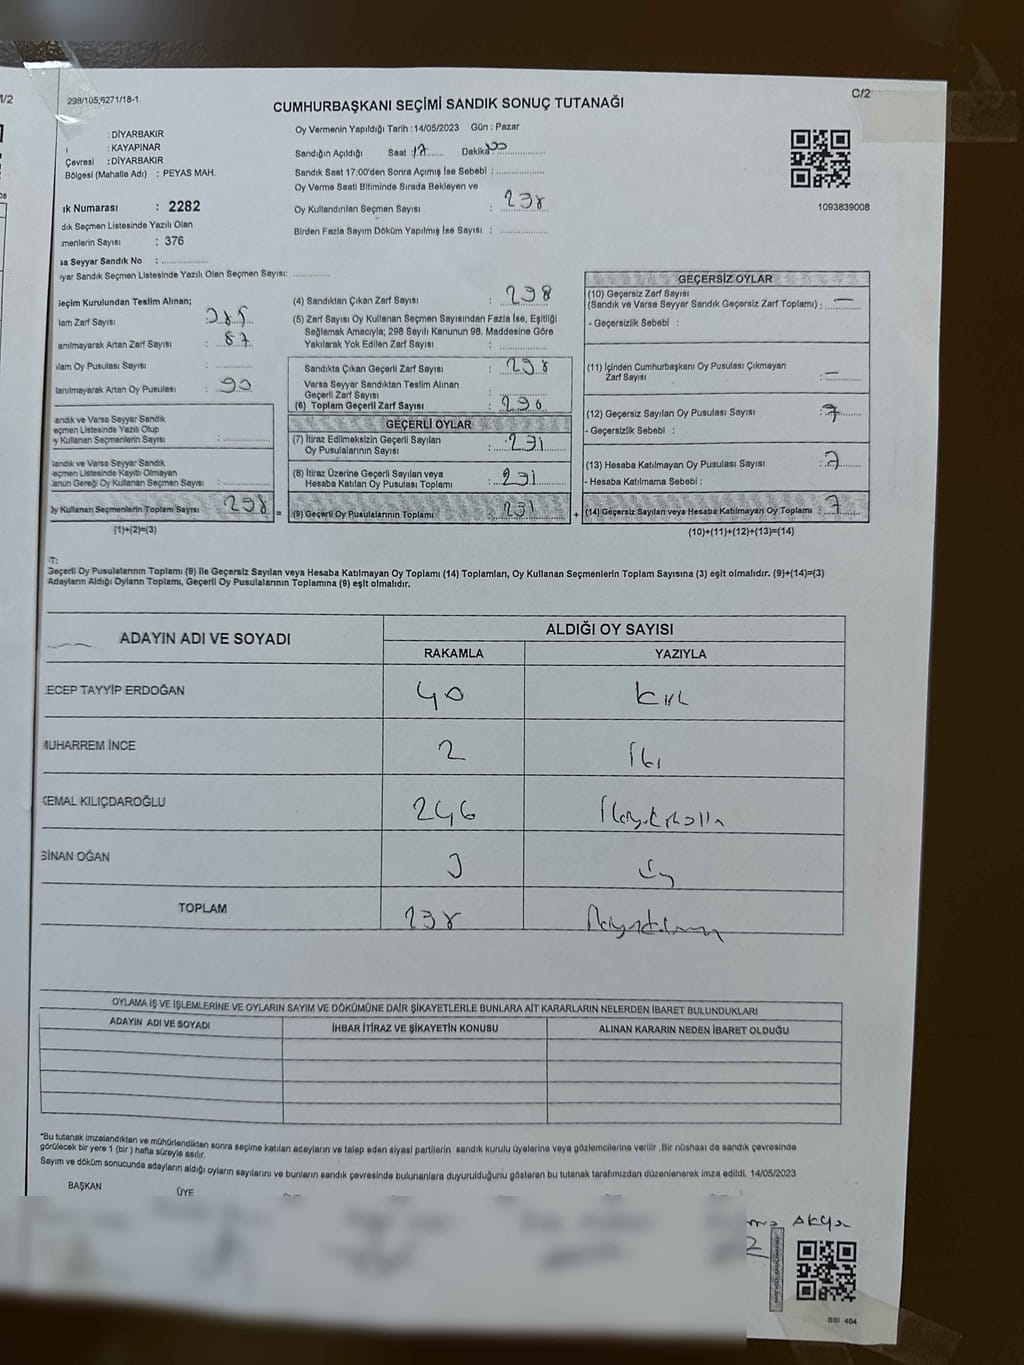 298/105;6271/18-1
C/2
CUMHURBAŞKANI SEÇİMİ SANDIK SONUÇ TUTANAĞI
: DİYARBAKIR
: KAYAPINAR
Çevresi : DİYARBAKIR
Bölgesi (Mahalle Adı) : PEYAS MAH.
ık Numarası : 2282
dık Seçmen Listesinde Yazılı Olan
menlerin Sayısı : 376
sa Seyyar Sandık No :
yyar Sandık Seçmen Listesinde Yazılı Olan Seçmen Sayısı:
Oy Vermenin Yapıldığı Tarih : 14/05/2023 Gün : Pazar
Sandığın Açıldığı Saat : 17 Dakika
Sandık Saat 17:00'den Sonra Açımış İse Sebebi :
Oy Verme Saati Bitiminde Sırada Bekleyen ve
Oy Kullandırılan Seçmen Sayısı : 238
Birden Fazla Sayım Döküm Yapılmış İse Sayısı :
1093839008
Seçim Kurulundan Teslim Alınan;
lam Zarf Sayısı
anılmayarak Artan Zarf Sayısı : 87
lam Oy Pusulası Sayısı :
lanılmayarak Artan Oy Pusulası : 90
andık ve Varsa Seyyar Sandık
eçmen Listesinde Yazılı Olup
y Kullanan Seçmenlerin Sayısı :
andık ve Varsa Seyyar Sandık
eçmen Listesinde Kayıtlı Olmayan
anun Gereği Oy Kullanan Seçmen Sayısı :
Oy Kullanan Seçmenlerin Toplam Sayısı 238 =
(1)+(2)=(3)
(4) Sandıktan Çıkan Zarf Sayısı : 238
(5) Zarf Sayısı Oy Kullanan Seçmen Sayısından Fazla İse, Eşitliği
Sağlamak Amacıyla; 298 Sayılı Kanunun 98. Maddesine Göre
Yakılarak Yok Edilen Zarf Sayısı :
Sandıkta Çıkan Geçerli Zarf Sayısı : 238
Varsa Seyyar Sandıktan Teslim Alınan
Geçerli Zarf Sayısı :
(6) Toplam Geçerli Zarf Sayısı :
GEÇERLİ OYLAR
(7) İtiraz Edilmeksizin Geçerli Sayılan
Oy Pusulalarının Sayısı : 231
(8) İtiraz Üzerine Geçerli Sayılan veya
Hesaba Katılan Oy Pusulası Toplamı : 231
(9) Geçerli Oy Pusulalarının Toplamı 231 +
GEÇERSİZ OYLAR
(10) Geçersiz Zarf Sayısı
(Sandık ve Varsa Seyyar Sandık Geçersiz Zarf Toplamı) : —
- Geçersizlik Sebebi :
(11) İçinden Cumhurbaşkanı Oy Pusulası Çıkmayan
Zarf Sayısı : —
(12) Geçersiz Sayılan Oy Pusulası Sayısı : 7
- Geçersizlik Sebebi :
(13) Hesaba Katılmayan Oy Pusulası Sayısı : 7
- Hesaba Katılmama Sebebi :
(14) Geçersiz Sayılan veya Hesaba Katılmayan Oy Toplamı : 7
(10)+(11)+(12)+(13)=(14)
T:
Geçerli Oy Pusulalarının Toplamı (9) İle Geçersiz Sayılan veya Hesaba Katılmayan Oy Toplamı (14) Toplamları, Oy Kullanan Seçmenlerin Toplam Sayısına (3) eşit olmalıdır. (9)+(14)=(3)
Adayların Aldığı Oyların Toplamı, Geçerli Oy Pusulalarının Toplamına (9) eşit olmalıdır.
ADAYIN ADI VE SOYADI
ALDIĞI OY SAYISI
RAKAMLA YAZIYLA
ECEP TAYYİP ERDOĞAN 40 kırk
MUHARREM İNCE 2 İki
KEMAL KILIÇDAROĞLU 246
SİNAN OĞAN 3 Üç
TOPLAM 238
OYLAMA İŞ VE İŞLEMLERİNE VE OYLARIN SAYIM VE DÖKÜMÜNE DAİR ŞİKAYETLERLE BUNLARA AİT KARARLARIN NELERDEN İBARET BULUNDUKLARI
ADAYIN ADI VE SOYADI İHBAR İTİRAZ VE ŞİKAYETİN KONUSU ALINAN KARARIN NEDEN İBARET OLDUĞU
*Bu tutanak imzalandıktan ve mühürlendikten sonra seçime katılan adayların ve talep eden siyasi partilerin sandık kurulu üyelerine veya gözlemcilerine verilir .Bir nüshası da sandık çevresinde
görülecek bir yere 1 (bir ) hafta süreyle asılır.
Sayım ve döküm sonucunda adayların aldığı oyların sayılarını ve bunların sandık çevresinde bulunanlara duyurulduğunu gösteren bu tutanak tarafımızdan düzenlenerek imza edildi. 14/05/2023
BAŞKAN ÜYE
BSI 404